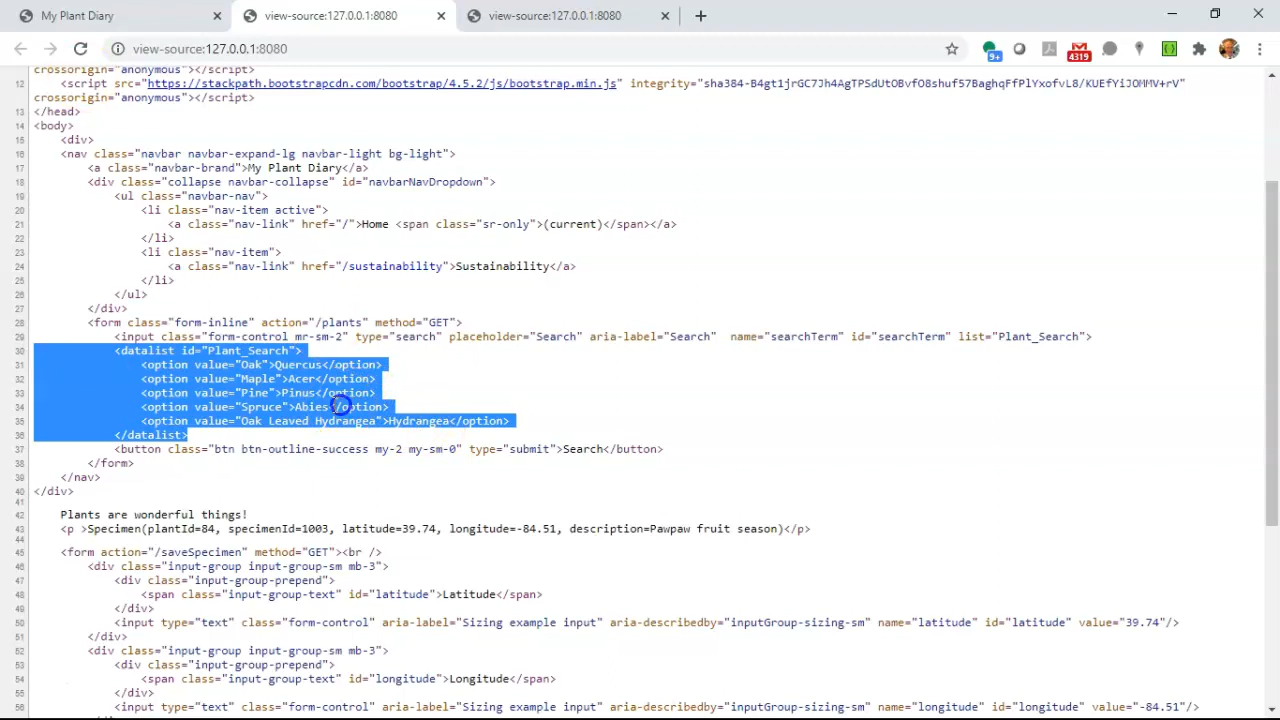 My Plant Diary
view-source:127.0.0.1:8080
view-source:127.0.0.1:8080
view-source:127.0.0.1:8080
9+
4319
crossorigin="anonymous"></script>
12 <script src="https://stackpath.bootstrapcdn.com/bootstrap/4.5.2/js/bootstrap.min.js" integrity="sha384-B4gt1jrGC7Jh4AgTPSdUtOBvfO8shuf57BaghqFfPlYxofvL8/KUEfYiJOMMV+rV"
crossorigin="anonymous"></script>
13 </head>
14 <body>
15 <div>
16 <nav class="navbar navbar-expand-lg navbar-light bg-light">
17 <a class="navbar-brand">My Plant Diary</a>
18 <div class="collapse navbar-collapse" id="navbarNavDropdown">
19 <ul class="navbar-nav">
20 <li class="nav-item active">
21 <a class="nav-link" href="/">Home <span class="sr-only">(current)</span></a>
22 </li>
23 <li class="nav-item">
24 <a class="nav-link" href="/sustainability">Sustainability</a>
25 </li>
26 </ul>
27 </div>
28 <form class="form-inline" action="/plants" method="GET">
29 <input class="form-control mr-sm-2" type="search" placeholder="Search" aria-label="Search" name="searchTerm" id="searchTerm" list="Plant_Search">
30 <datalist id="Plant_Search">
31 <option value="Oak">Quercus</option>
32 <option value="Maple">Acer</option>
33 <option value="Pine">Pinus</option>
34 <option value="Spruce">Abies</option>
35 <option value="Oak Leaved Hydrangea">Hydrangea</option>
36 </datalist>
37 <button class="btn btn-outline-success my-2 my-sm-0" type="submit">Search</button>
38 </form>
39 </nav>
40 </div>
41
42 Plants are wonderful things!
43 <p >Specimen(plantId=84, specimenId=1003, latitude=39.74, longitude=-84.51, description=Pawpaw fruit season)</p>
44
45 <form action="/saveSpecimen" method="GET"><br />
46 <div class="input-group input-group-sm mb-3">
47 <div class="input-group-prepend">
48 <span class="input-group-text" id="latitude">Latitude</span>
49 </div>
50 <input type="text" class="form-control" aria-label="Sizing example input" aria-describedby="inputGroup-sizing-sm" name="latitude" id="latitude" value="39.74"/>
51 </div>
52 <div class="input-group input-group-sm mb-3">
53 <div class="input-group-prepend">
54 <span class="input-group-text" id="longitude">Longitude</span>
55 </div>
56 <input type="text" class="form-control" aria-label="Sizing example input" aria-describedby="inputGroup-sizing-sm" name="longitude" id="longitude" value="-84.51"/>